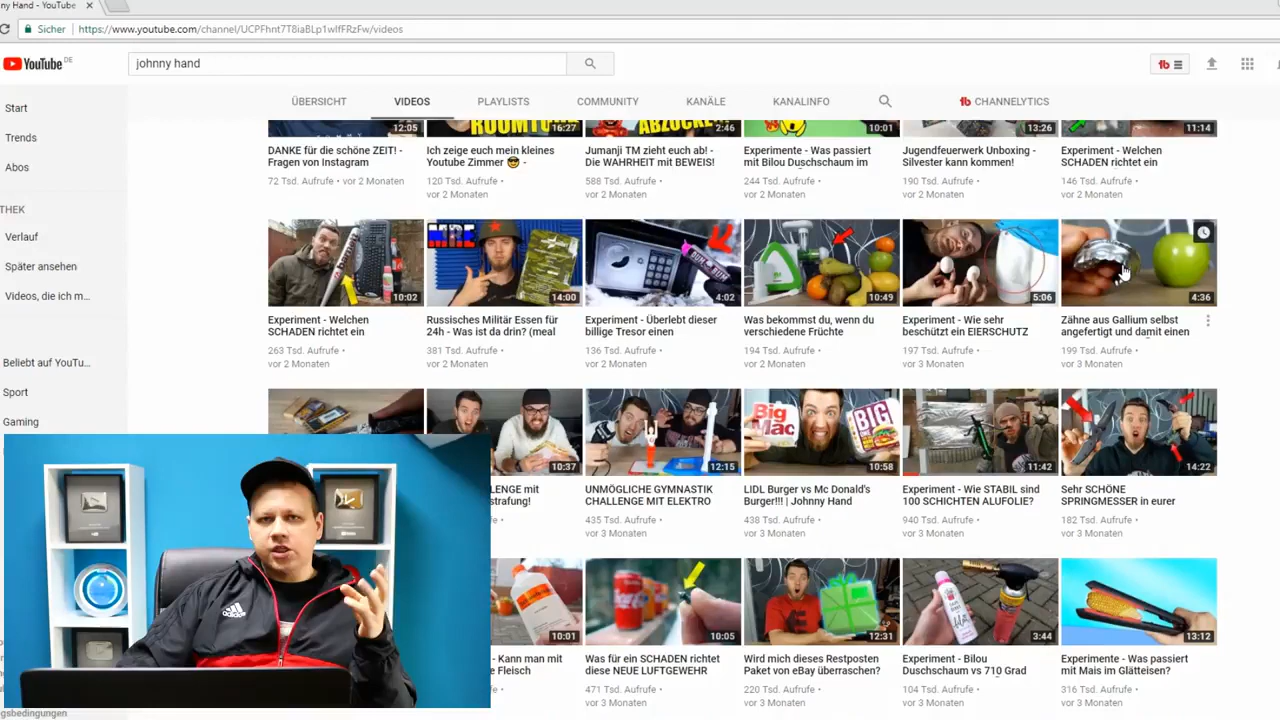 ny Hand - YouTube
Sicher
https://www.youtube.com/channel/UCPFhnt7T8iaBLp1wIfFRzFw/videos
YouTube DE
johnny hand
ÜBERSICHT
VIDEOS
PLAYLISTS
COMMUNITY
KANÄLE
KANALINFO
CHANNELYTICS
Start
Trends
Abos
THEK
Verlauf
Später ansehen
Videos, die ich m...
Beliebt auf YouTu...
Sport
Gaming
12:05
ROOMTOUR
16:27
ABZOCKE
2:46
10:01
13:26
11:14
DANKE für die schöne ZEIT! -
Fragen von Instagram
72 Tsd. Aufrufe • vor 2 Monaten
Ich zeige euch mein kleines
Youtube Zimmer 😎 -
120 Tsd. Aufrufe •
vor 2 Monaten
Jumanji TM zieht euch ab! -
Die WAHRHEIT mit BEWEIS!
588 Tsd. Aufrufe •
vor 2 Monaten
Experimente - Was passiert
mit Bilou Duschschaum im
244 Tsd. Aufrufe •
vor 2 Monaten
Jugendfeuerwerk Unboxing -
Silvester kann kommen!
190 Tsd. Aufrufe •
vor 2 Monaten
Experiment - Welchen
SCHADEN richtet ein
146 Tsd. Aufrufe •
vor 2 Monaten
10:02
MRE
14:00
4:02
10:49
5:06
4:36
Experiment - Welchen
SCHADEN richtet ein
263 Tsd. Aufrufe •
vor 2 Monaten
Russisches Militär Essen für
24h - Was ist da drin? (meal
381 Tsd. Aufrufe •
vor 2 Monaten
Experiment - Überlebt dieser
billige Tresor einen
136 Tsd. Aufrufe •
vor 2 Monaten
Was bekommst du, wenn du
verschiedene Früchte
194 Tsd. Aufrufe •
vor 2 Monaten
Experiment - Wie sehr
beschützt ein EIERSCHUTZ
197 Tsd. Aufrufe •
vor 3 Monaten
Zähne aus Gallium selbst
angefertigt und damit einen
199 Tsd. Aufrufe •
vor 3 Monaten
10:37
12:15
Big
Mac
BIG
10:58
11:42
14:22
LENGE mit
trafung!
UNMÖGLICHE GYMNASTIK
CHALLENGE MIT ELEKTRO
435 Tsd. Aufrufe •
vor 3 Monaten
LIDL Burger vs Mc Donald's
Burger!!! | Johnny Hand
438 Tsd. Aufrufe •
vor 3 Monaten
Experiment - Wie STABIL sind
100 SCHICHTEN ALUFOLIE?
940 Tsd. Aufrufe •
vor 3 Monaten
Sehr SCHÖNE
SPRINGMESSER in eurer
182 Tsd. Aufrufe •
vor 3 Monaten
10:01
10:05
12:31
3:44
13:12
- Kann man mit
e Fleisch
Was für ein SCHADEN richtet
diese NEUE LUFTGEWEHR
471 Tsd. Aufrufe •
vor 3 Monaten
Wird mich dieses Restposten
Paket von eBay überraschen?
220 Tsd. Aufrufe •
vor 3 Monaten
Experiment - Bilou
Duschschaum vs 710 Grad
104 Tsd. Aufrufe •
vor 3 Monaten
Experimente - Was passiert
mit Mais im Glätteisen?
316 Tsd. Aufrufe •
vor 3 Monaten
adidas
gsbedingungen